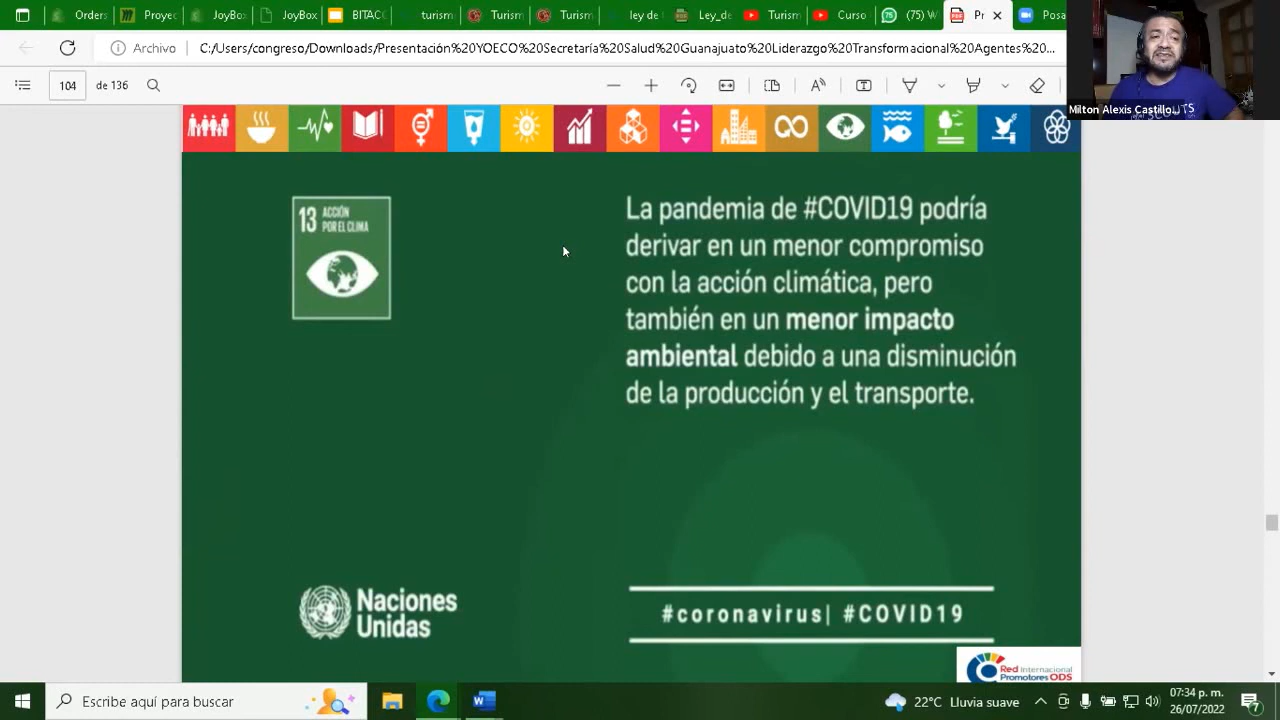 Orden
Proyec
JoyBox
JoyBox
BITACC
turism
Turism
Turism
ley de t
Ley_de
Turism
Curso
(75) W
Pr
Posa
Archivo
C:/Users/congreso/Downloads/Presentación%20OECO%20Secretaría%20Salud%20Guanajuato%20Liderazgo%20Transformacional%20Agentes%20...
104 de 136
Milton Alexis Castillo
13 ACCIÓN
POR EL CLIMA
La pandemia de #COVID19 podría
derivar en un menor compromiso
con la acción climática, pero
también en un menor impacto
ambiental debido a una disminución
de la producción y el transporte.
Naciones
Unidas
#coronavirus| #COVID19
Red Internacional
Promotores ODS
Escribe aquí para buscar
22°C Lluvia suave
07:34 p. m.
26/07/2022
7